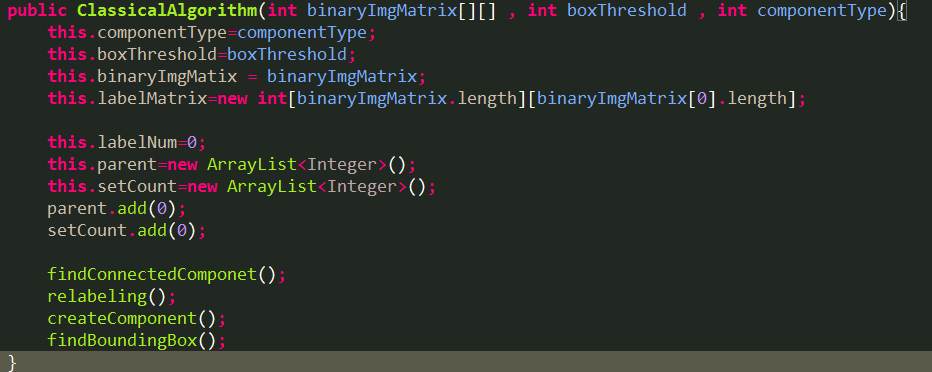 public ClassicalAlgorithm(int binaryImgMatrix[][] , int boxThreshold , int componentType){
this.componentType=componentType;
this.boxThreshold=boxThreshold;
this.binaryImgMatix = binaryImgMatrix;
this.labelMatrix=new int[binaryImgMatrix.length][binaryImgMatrix[0].length];
this.labelNum=0;
this.parent=new ArrayList<Integer>();
this.setCount=new ArrayList<Integer>();
parent.add(0);
setCount.add(0);
findConnectedComponet();
relabeling();
createComponent();
findBoundingBox();
}